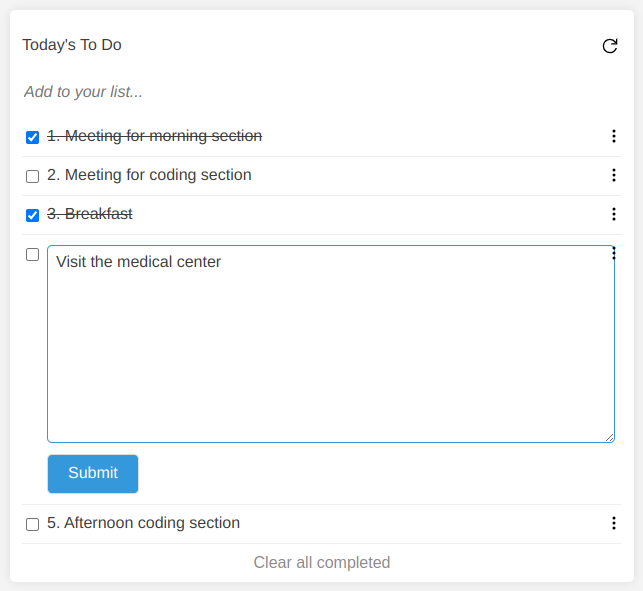 Today's To Do
Add to your list...
1. Meeting for morning section
2. Meeting for coding section
3. Breakfast
Visit the medical center
Submit
5. Afternoon coding section
Clear all completed